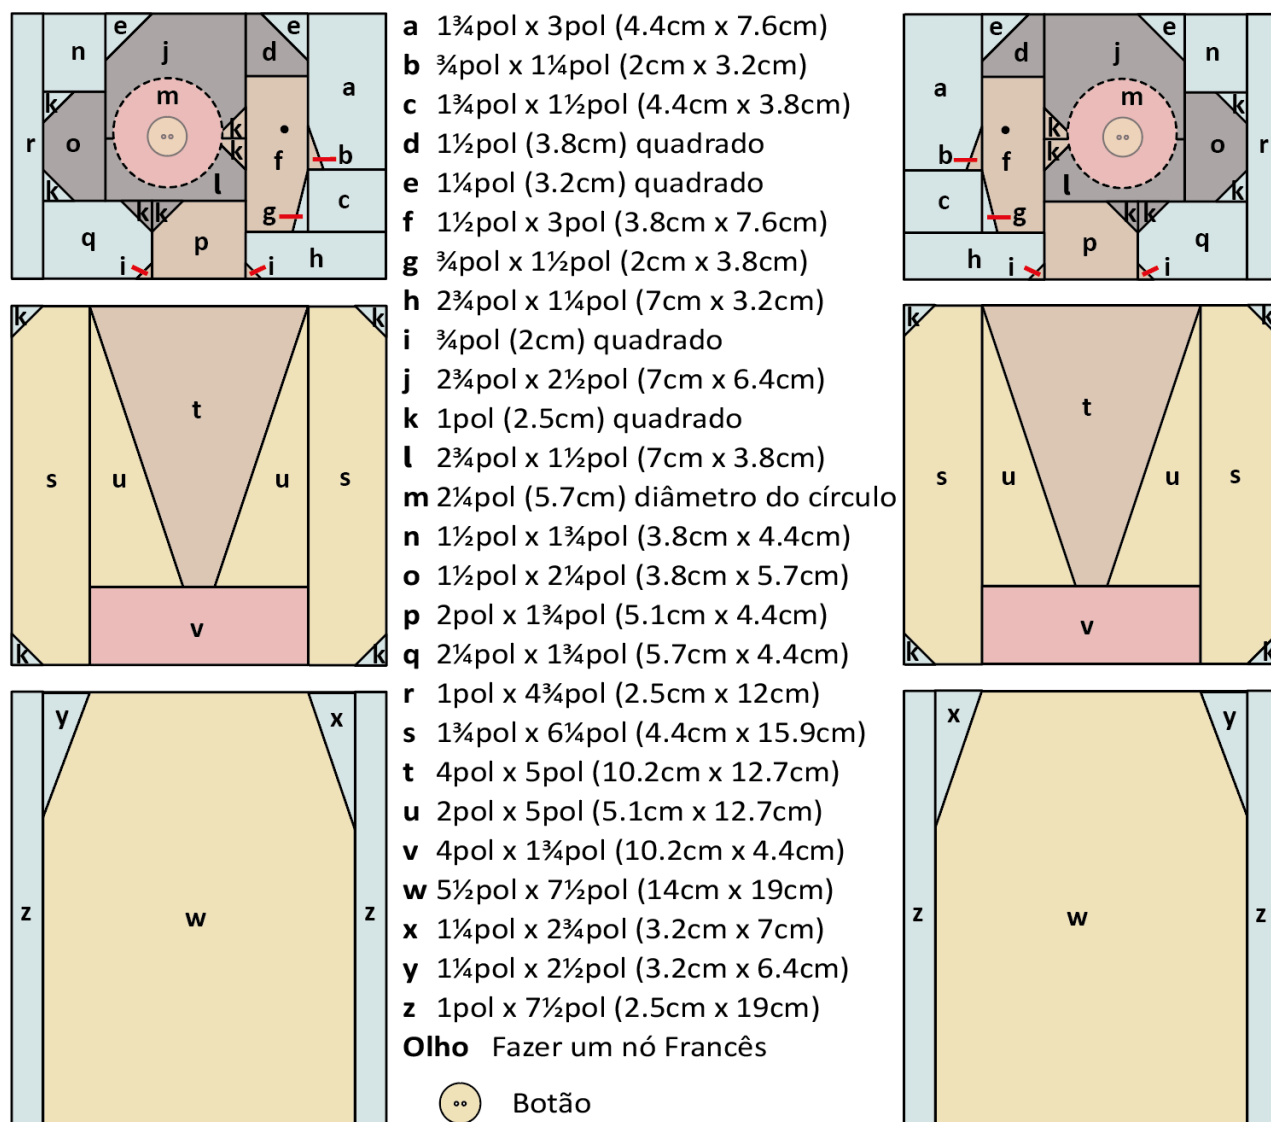 e e
n j d
a
k m
r o k f b
k
k l g c
k k
q p h
i i
k k
t
s u u s
v
k k
y x
z w z
a 1¾pol x 3pol (4.4cm x 7.6cm)
b ¾pol x 1¼pol (2cm x 3.2cm)
c 1¾pol x 1½pol (4.4cm x 3.8cm)
d 1½pol (3.8cm) quadrado
e 1¼pol (3.2cm) quadrado
f 1½pol x 3pol (3.8cm x 7.6cm)
g ¾pol x 1½pol (2cm x 3.8cm)
h 2¾pol x 1¼pol (7cm x 3.2cm)
i ¾pol (2cm) quadrado
j 2¾pol x 2½pol (7cm x 6.4cm)
k 1pol (2.5cm) quadrado
l 2¾pol x 1½pol (7cm x 3.8cm)
m 2¼pol (5.7cm) diâmetro do círculo
n 1½pol x 1¾pol (3.8cm x 4.4cm)
o 1½pol x 2¼pol (3.8cm x 5.7cm)
p 2pol x 1¾pol (5.1cm x 4.4cm)
q 2¼pol x 1¾pol (5.7cm x 4.4cm)
r 1pol x 4¾pol (2.5cm x 12cm)
s 1¾pol x 6¼pol (4.4cm x 15.9cm)
t 4pol x 5pol (10.2cm x 12.7cm)
u 2pol x 5pol (5.1cm x 12.7cm)
v 4pol x 1¾pol (10.2cm x 4.4cm)
w 5½pol x 7½pol (14cm x 19cm)
x 1¼pol x 2¾pol (3.2cm x 7cm)
y 1¼pol x 2½pol (3.2cm x 6.4cm)
z 1pol x 7½pol (2.5cm x 19cm)
Olho Fazer um nó Francês
Botão
e e
d j n
a
m k
b f k o r
k
c g l k
k k
h p q
i i
k k
t
s u u s
v
k k
x y
z w z